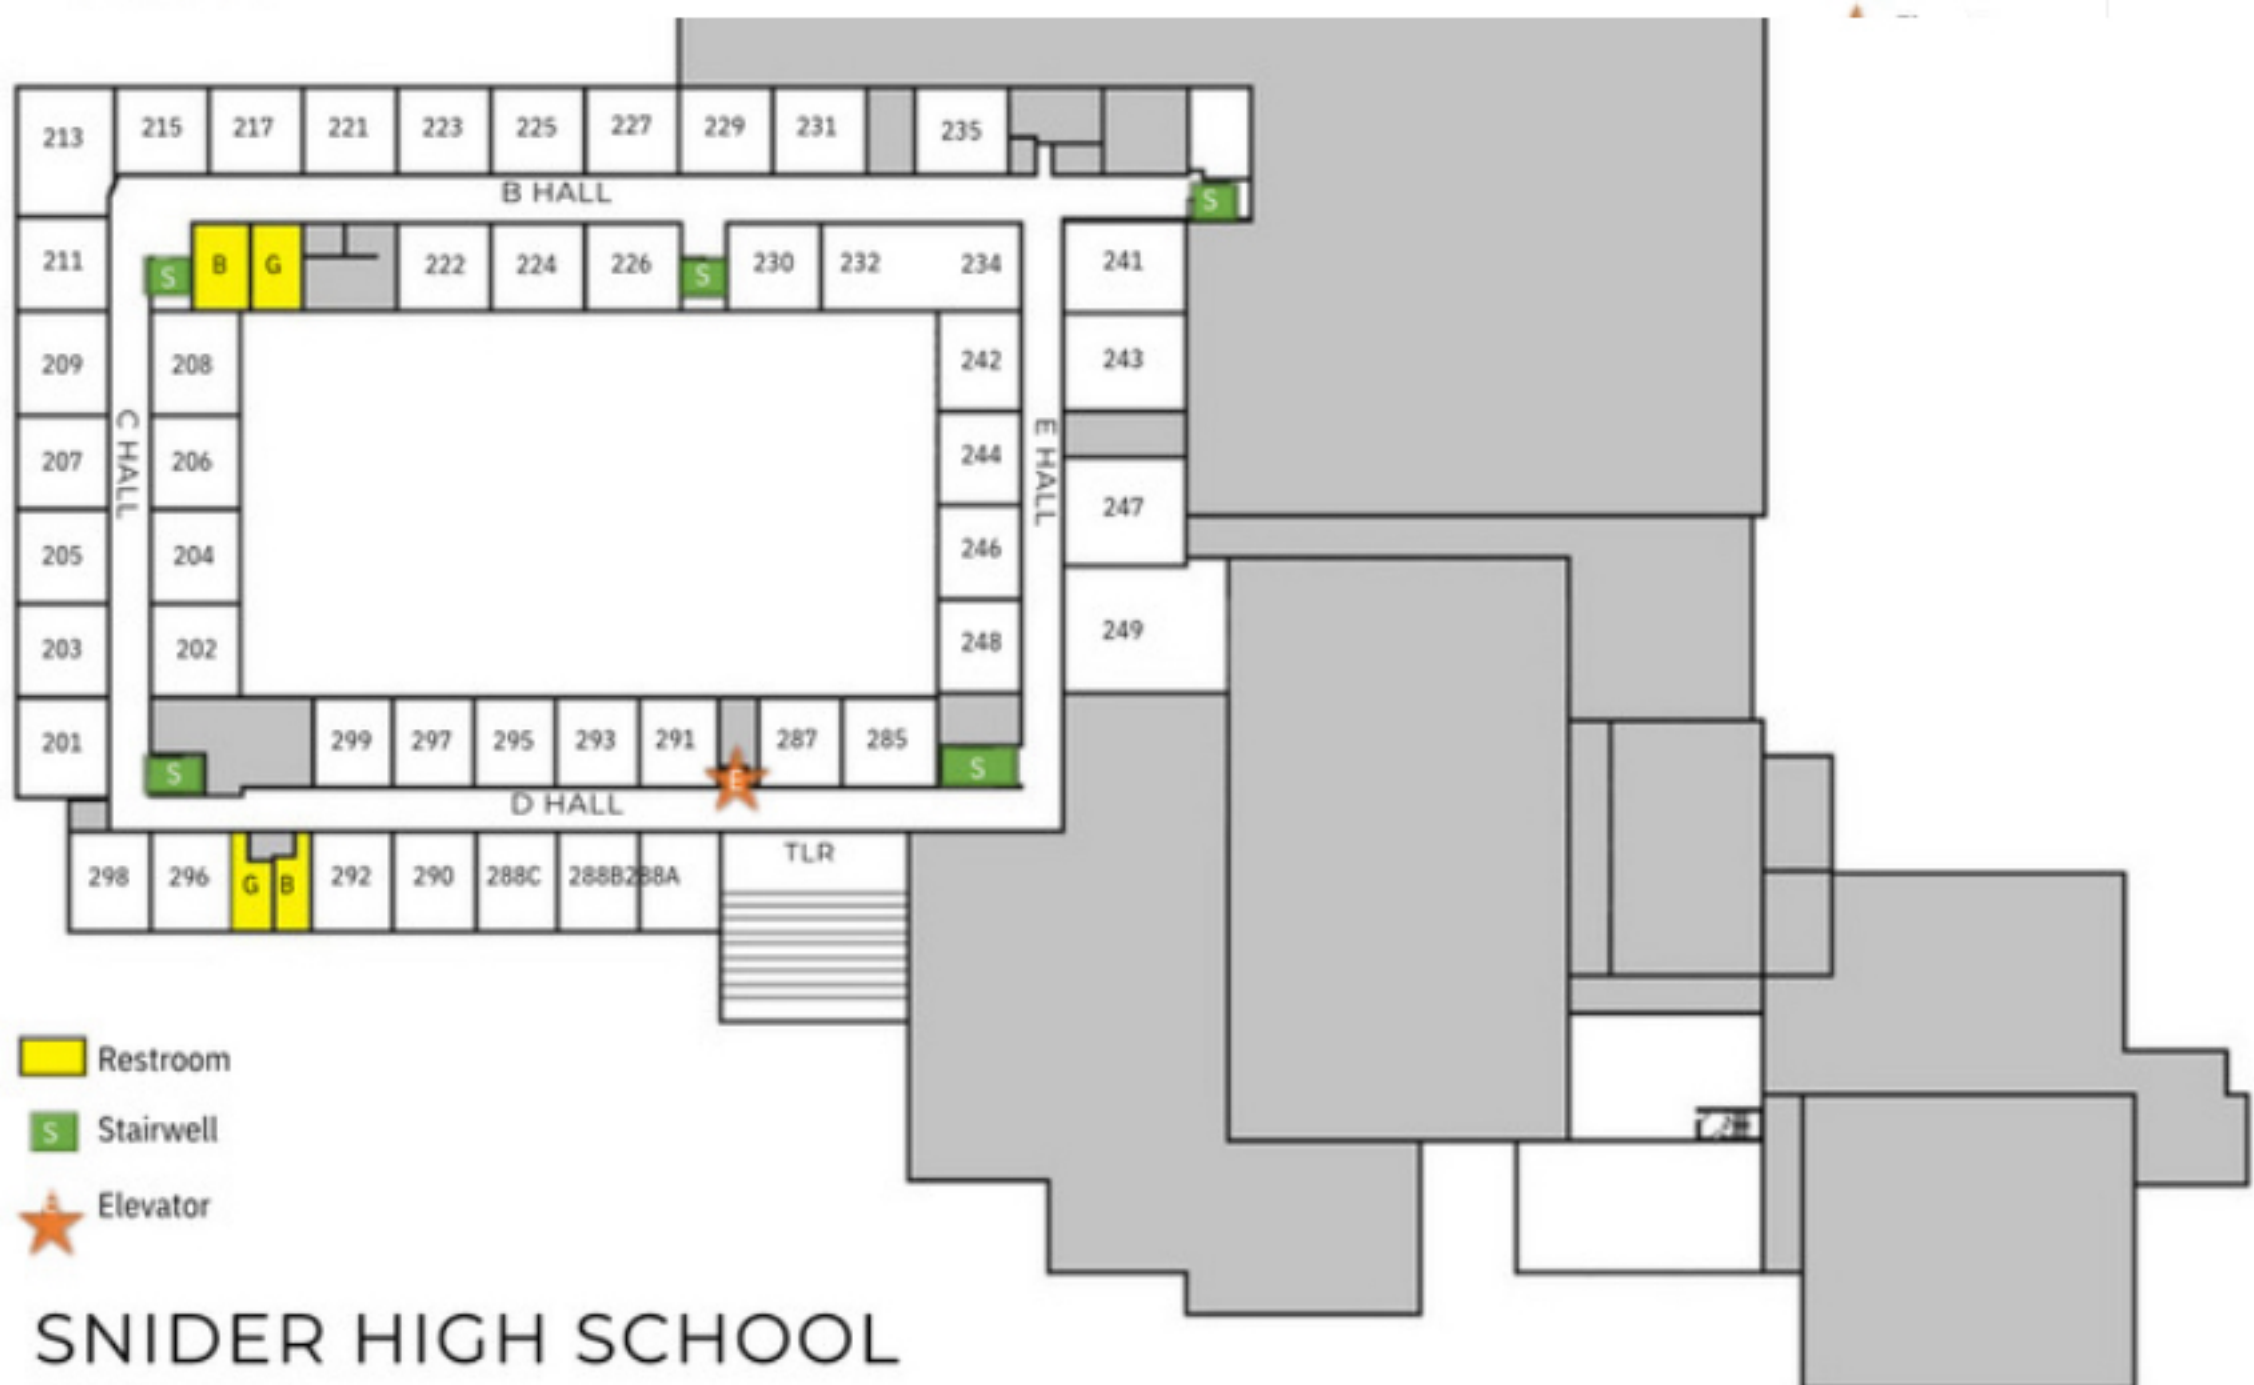 213 215 217 221 223 225 227 229 231 235
B HALL
S
211 S B G 222 224 226 S 230 232 234 241
209 208 242 243
C HALL
E HALL
207 206 244
247
205 204 246
203 202 248 249
201 S 299 297 295 293 291 E 287 285 S
D HALL
TLR
298 296 G B 292 290 288C 288B 288A
Restroom
S Stairwell
Elevator
SNIDER HIGH SCHOOL